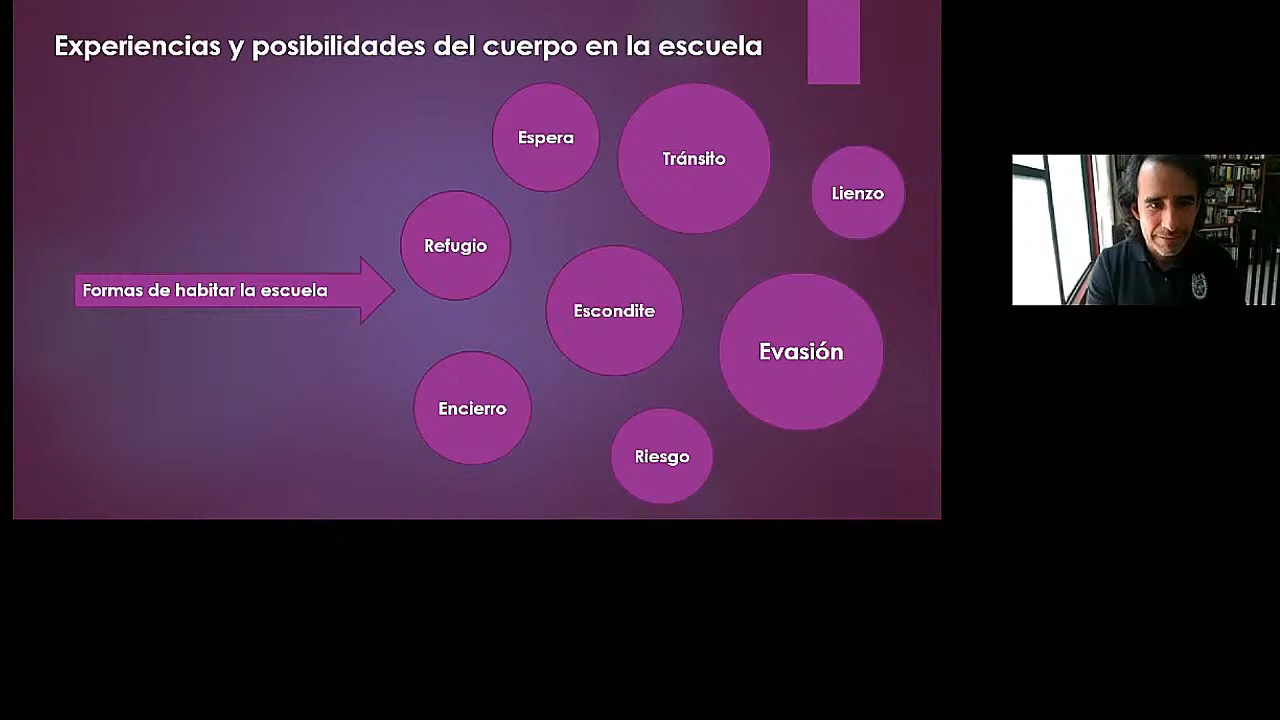 Experiencias y posibilidades del cuerpo en la escuela
Espera
Tránsito
Lienzo
Refugio
Formas de habitar la escuela
Escondite
Evasión
Encierro
Riesgo